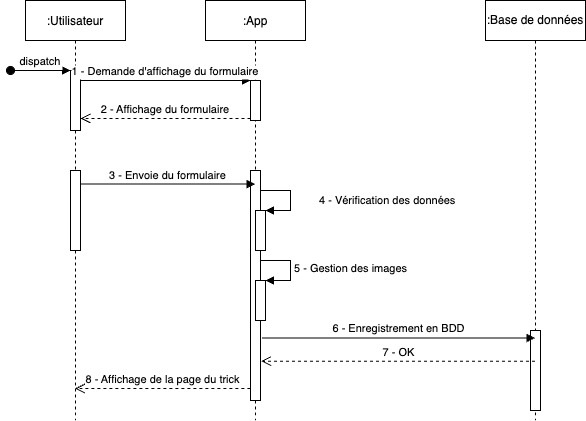 :Utilisateur
:App
:Base de données
dispatch
1 - Demande d'affichage du formulaire
2 - Affichage du formulaire
3 - Envoie du formulaire
4 - Vérification des données
5 - Gestion des images
6 - Enregistrement en BDD
7 - OK
8 - Affichage de la page du trick